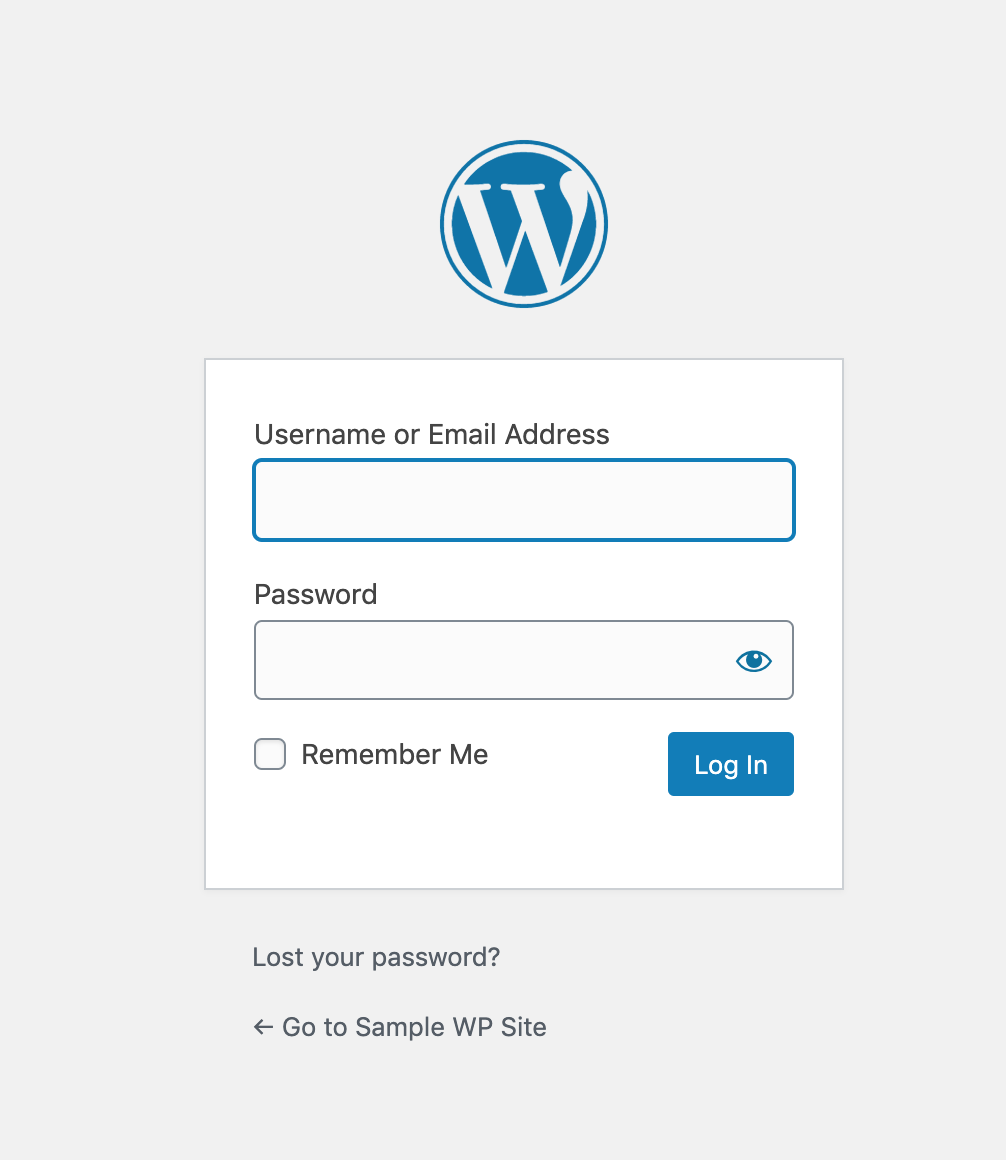 Username or Email Address
Password
Remember Me
Log In
Lost your password?
← Go to Sample WP Site